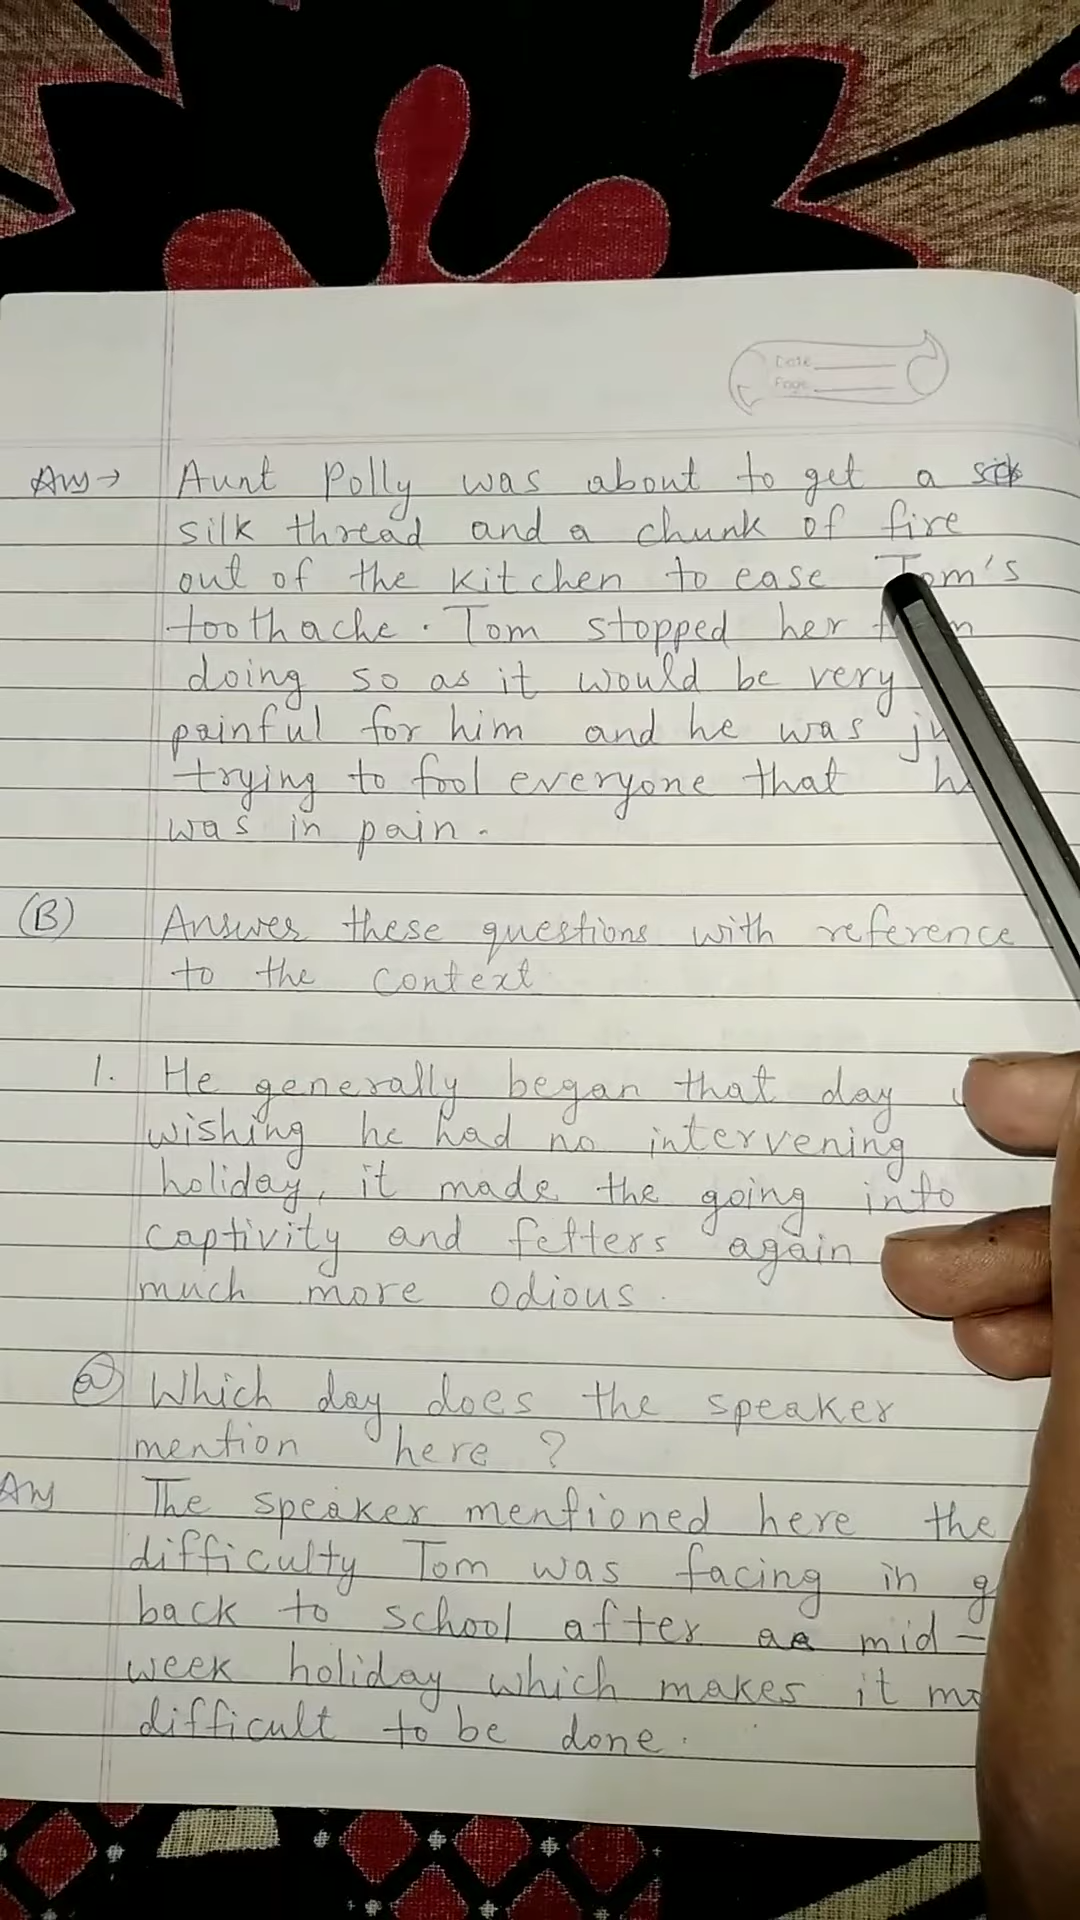 Date
Page
Ans→ Aunt Polly was about to get a
silk thread and a chunk of fire
out of the kitchen to ease Tom's
toothache. Tom stopped her
doing so as it would be very
painful for him and he was
trying to fool everyone that
was in pain.
(B) Answer these questions with reference
to the context
1. He generally began that day
wishing he had no intervening
holiday, it made the going into
captivity and fetters again
much more odious.
(a) Which day does the speaker
mention here ?
Ans The speaker mentioned here the
difficulty Tom was facing in
back to school after a mid-
week holiday which makes it
difficult to be done.